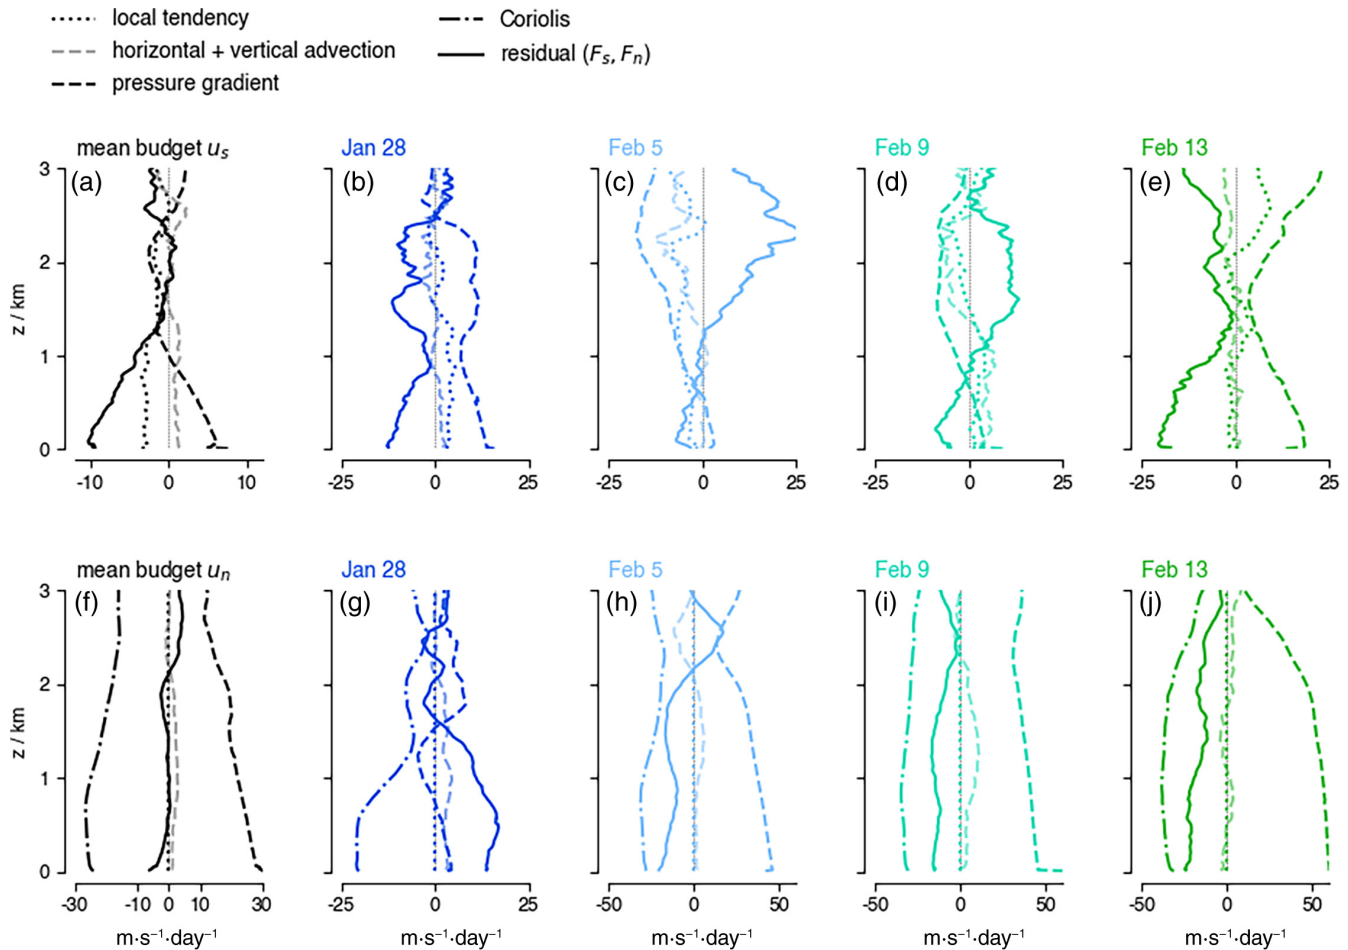 local tendency
horizontal + vertical advection
pressure gradient
Coriolis
residual (Fs, Fn)
mean budget us
Jan 28
Feb 5
Feb 9
Feb 13
(a)
(b)
(c)
(d)
(e)
3
2
1
0
z / km
-10 0 10
-25 0 25
-25 0 25
-25 0 25
-25 0 25
mean budget un
Jan 28
Feb 5
Feb 9
Feb 13
(f)
(g)
(h)
(i)
(j)
3
2
1
0
z / km
-30 -10 0 10 30
-25 0 25
-50 0 50
-50 0 50
-50 0 50
m·s⁻¹·day⁻¹
m·s⁻¹·day⁻¹
m·s⁻¹·day⁻¹
m·s⁻¹·day⁻¹
m·s⁻¹·day⁻¹